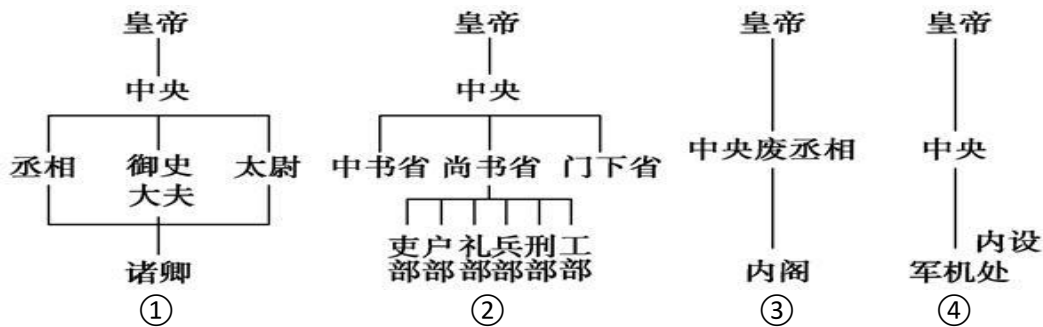 皇帝
中央
丞相 御史大夫 太尉
诸卿
①
皇帝
中央
中书省 尚书省 门下省
吏部 户部 礼部 兵部 刑部 工部
②
皇帝
中央废丞相
内阁
③
皇帝
中央
内设
军机处
④